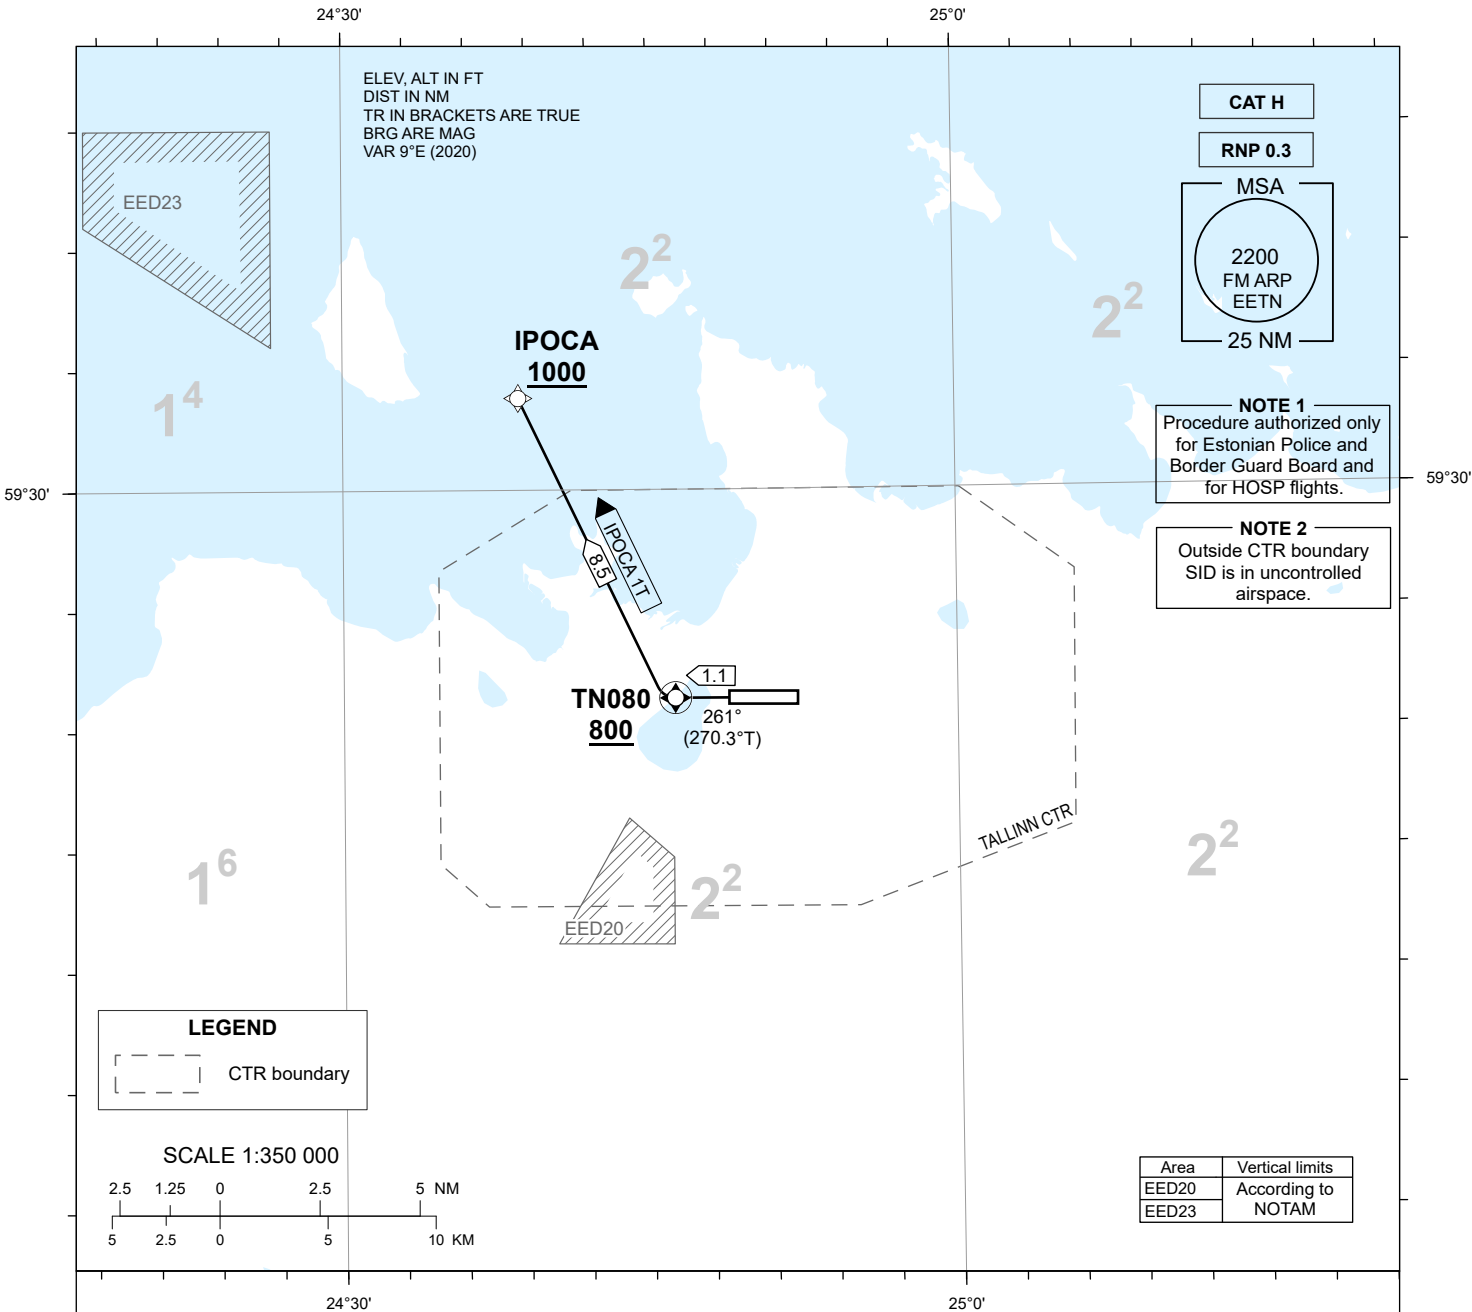 24°30'
25°0'
ELEV, ALT IN FT
DIST IN NM
TR IN BRACKETS ARE TRUE
BRG ARE MAG
VAR 9°E (2020)
CAT H
RNP 0.3
MSA
2200
FM ARP
EETN
25 NM
EED23
2²
2²
IPOCA
1000
1⁴
NOTE 1
Procedure authorized only
for Estonian Police and
Border Guard Board and
for HOSP flights.
59°30'
59°30'
NOTE 2
Outside CTR boundary
SID is in uncontrolled
airspace.
IPOCA 1T
8.5
1.1
TN080
800
261°
(270.3°T)
TALLINN CTR
1⁶
2²
2²
EED20
LEGEND
CTR boundary
SCALE 1:350 000
2.5 1.25 0 2.5 5 NM
5 2.5 0 5 10 KM
Area Vertical limits
EED20 According to
EED23 NOTAM
24°30'
25°0'